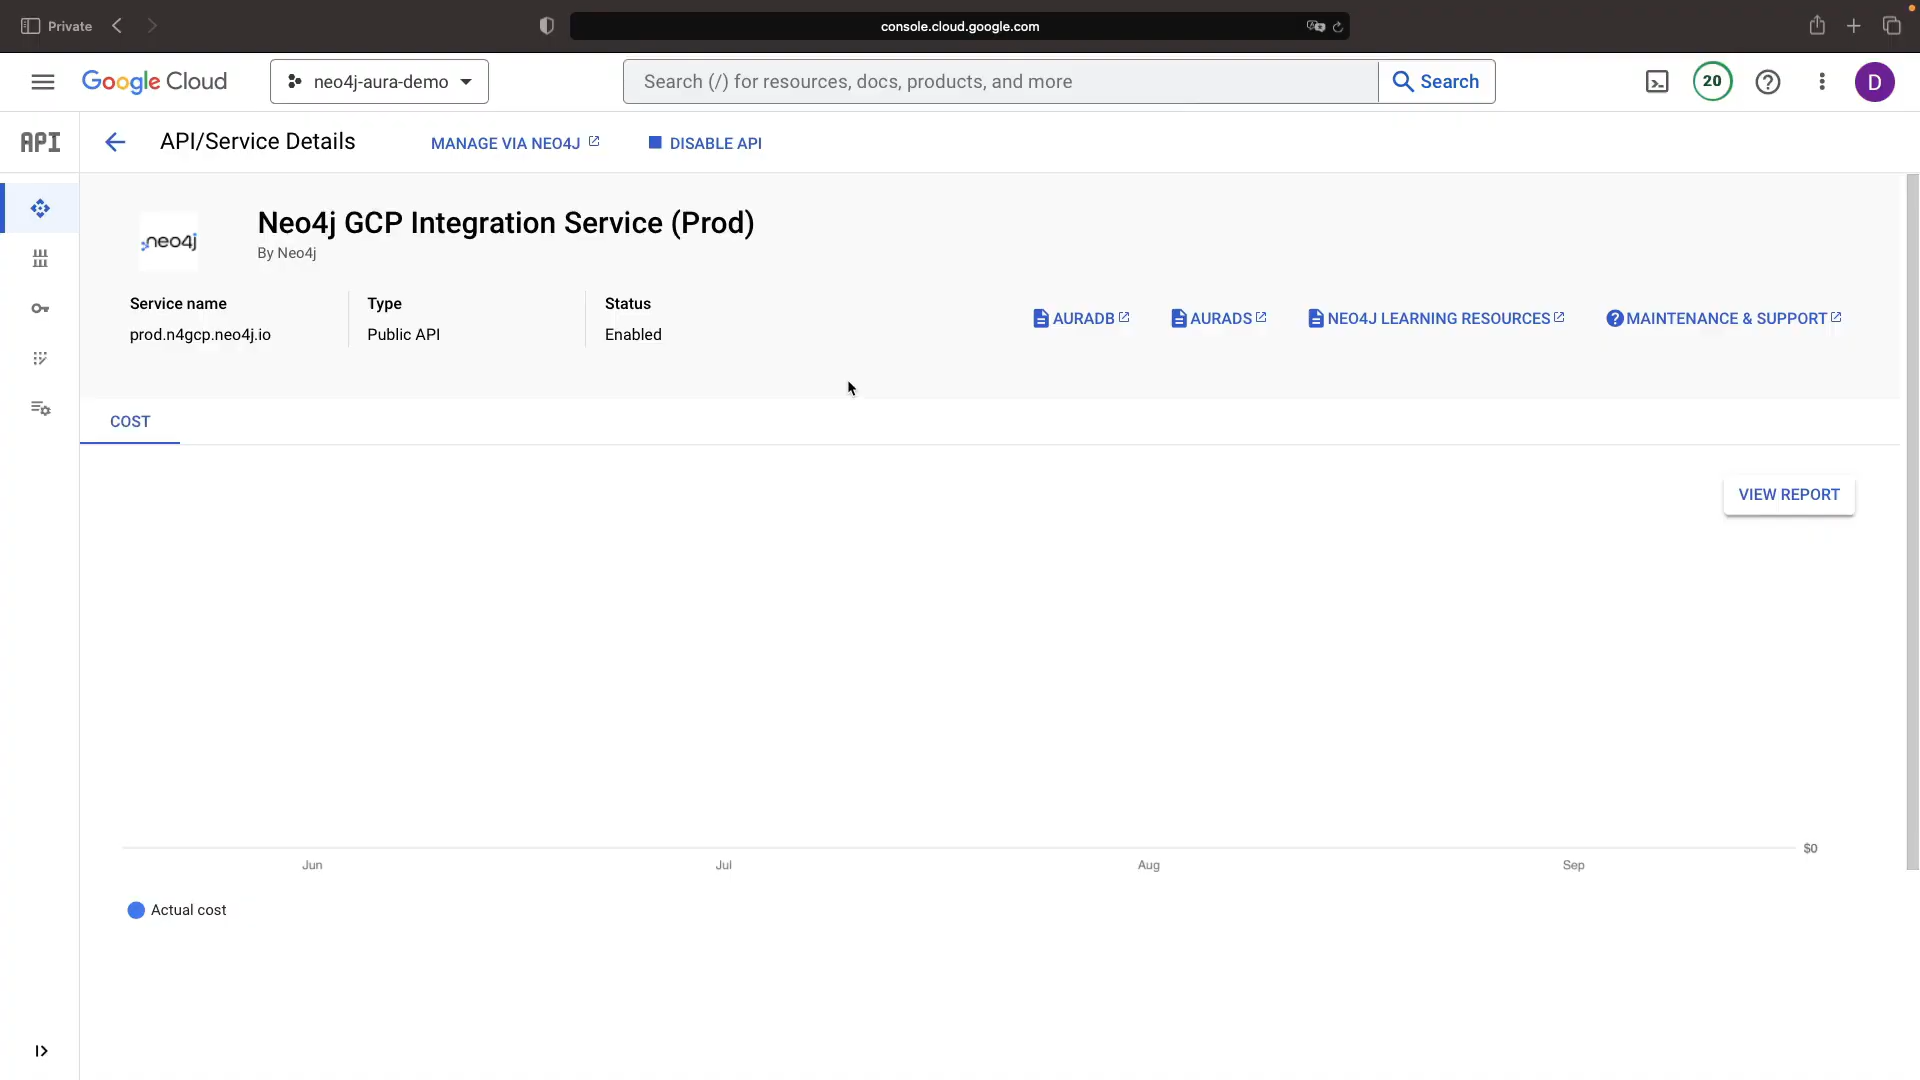 Private
console.cloud.google.com
Google Cloud
neo4j-aura-demo
Search (/) for resources, docs, products, and more
Search
20
D
API
API/Service Details
MANAGE VIA NEO4J
DISABLE API
neo4j
Neo4j GCP Integration Service (Prod)
By Neo4j
Service name
prod.n4gcp.neo4j.io
Type
Public API
Status
Enabled
AURADB
AURADS
NEO4J LEARNING RESOURCES
MAINTENANCE & SUPPORT
COST
VIEW REPORT
$0
Jun
Jul
Aug
Sep
Actual cost